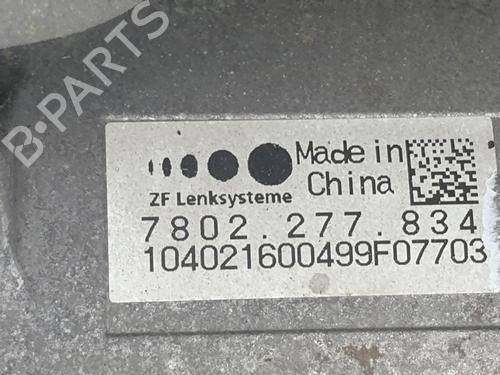 B-PARTS
Made in
China
ZF Lenksysteme
7802.277.834
104021600499F07703